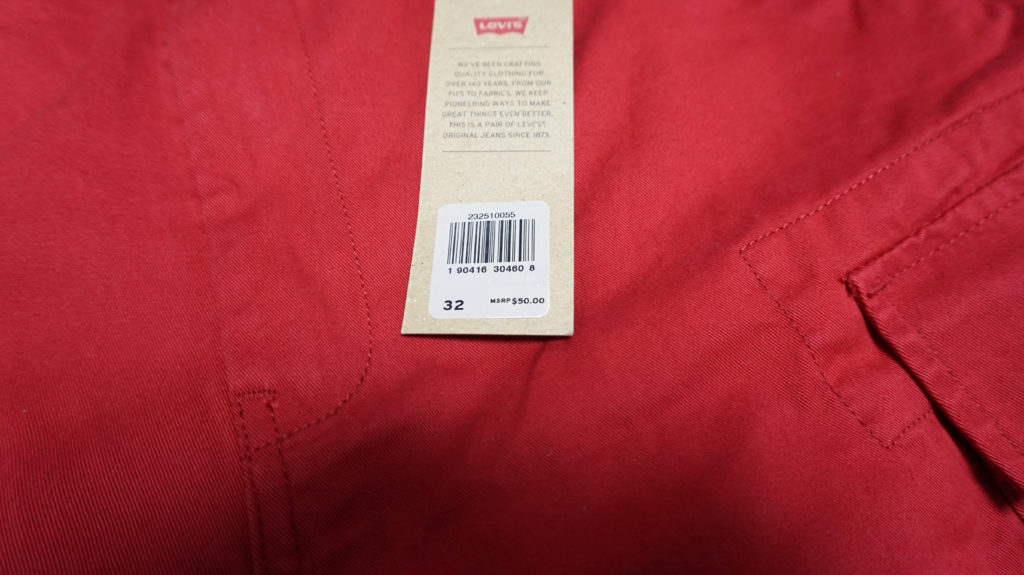 Levi's
WE'VE BEEN CRAFTING
QUALITY CLOTHING FOR
OVER 140 YEARS. FROM OUR
FITS TO FABRICS, WE KEEP
PIONEERING WAYS TO MAKE
GREAT THINGS EVEN BETTER.
THIS IS A PAIR OF LEVI'S®
ORIGINAL JEANS SINCE 1873.
232510055
1 90416 30460 8
32 MSRP $50.00